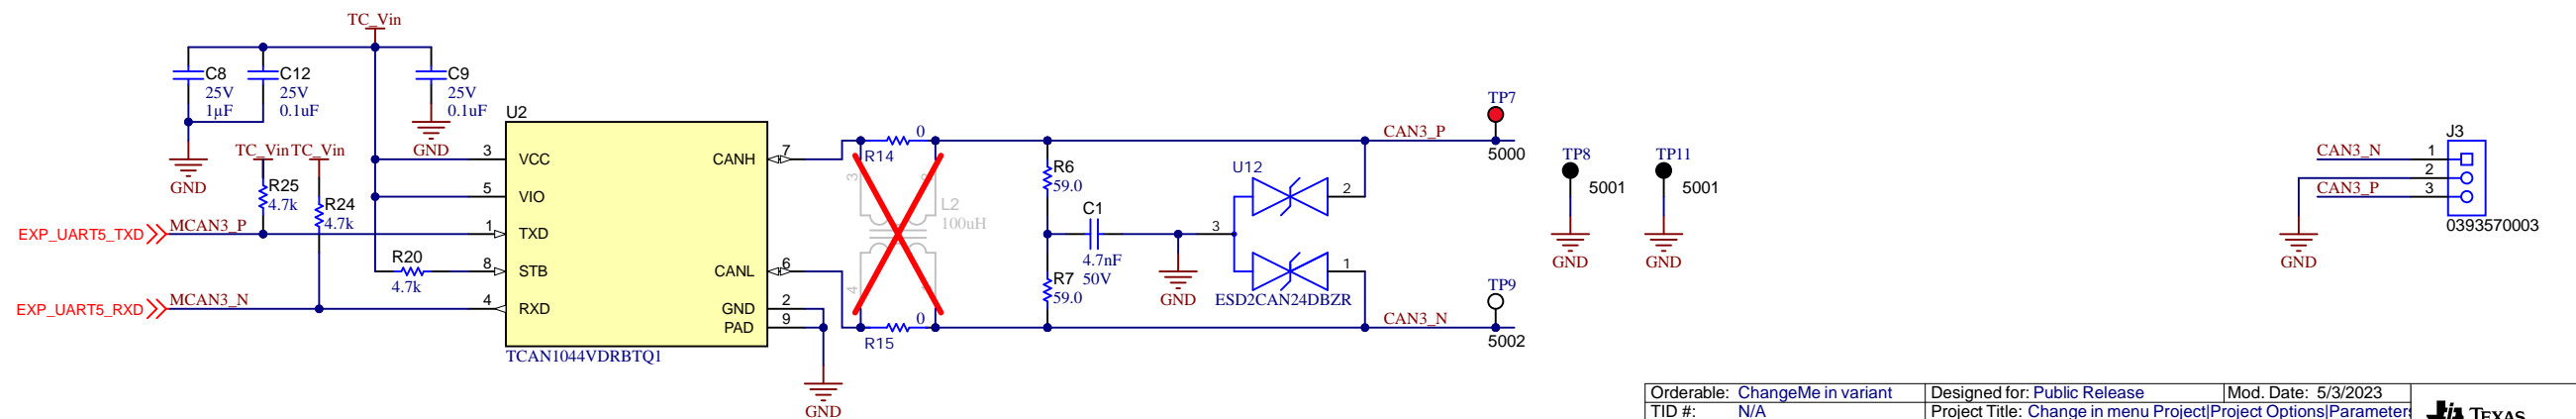 TC_Vin
C8
25V
1µF
C12
25V
0.1uF
C9
25V
0.1uF
GND
GND
TC_Vin TC_Vin
R25
4.7k
R24
4.7k
EXP_UART5_TXD
MCAN3_P
R20
4.7k
EXP_UART5_RXD
MCAN3_N
U2
3 VCC
5 VIO
1 TXD
8 STB
4 RXD
CANH 7
CANL 6
GND 2
PAD 9
TCAN1044VDRBTQ1
GND
R14
0
3
4
L2
100uH
0
R15
R6
59.0
C1
4.7nF
50V
R7
59.0
GND
U12
3
2
1
ESD2CAN24DBZR
CAN3_P
CAN3_N
TP7
5000
TP9
5002
TP8
5001
GND
TP11
5001
GND
J3
CAN3_N 1
2
CAN3_P 3
0393570003
GND
Orderable: ChangeMe in variant
Designed for: Public Release
Mod. Date: 5/3/2023
TID #: N/A
Project Title: Change in menu Project|Project Options|Parameters
TEXAS